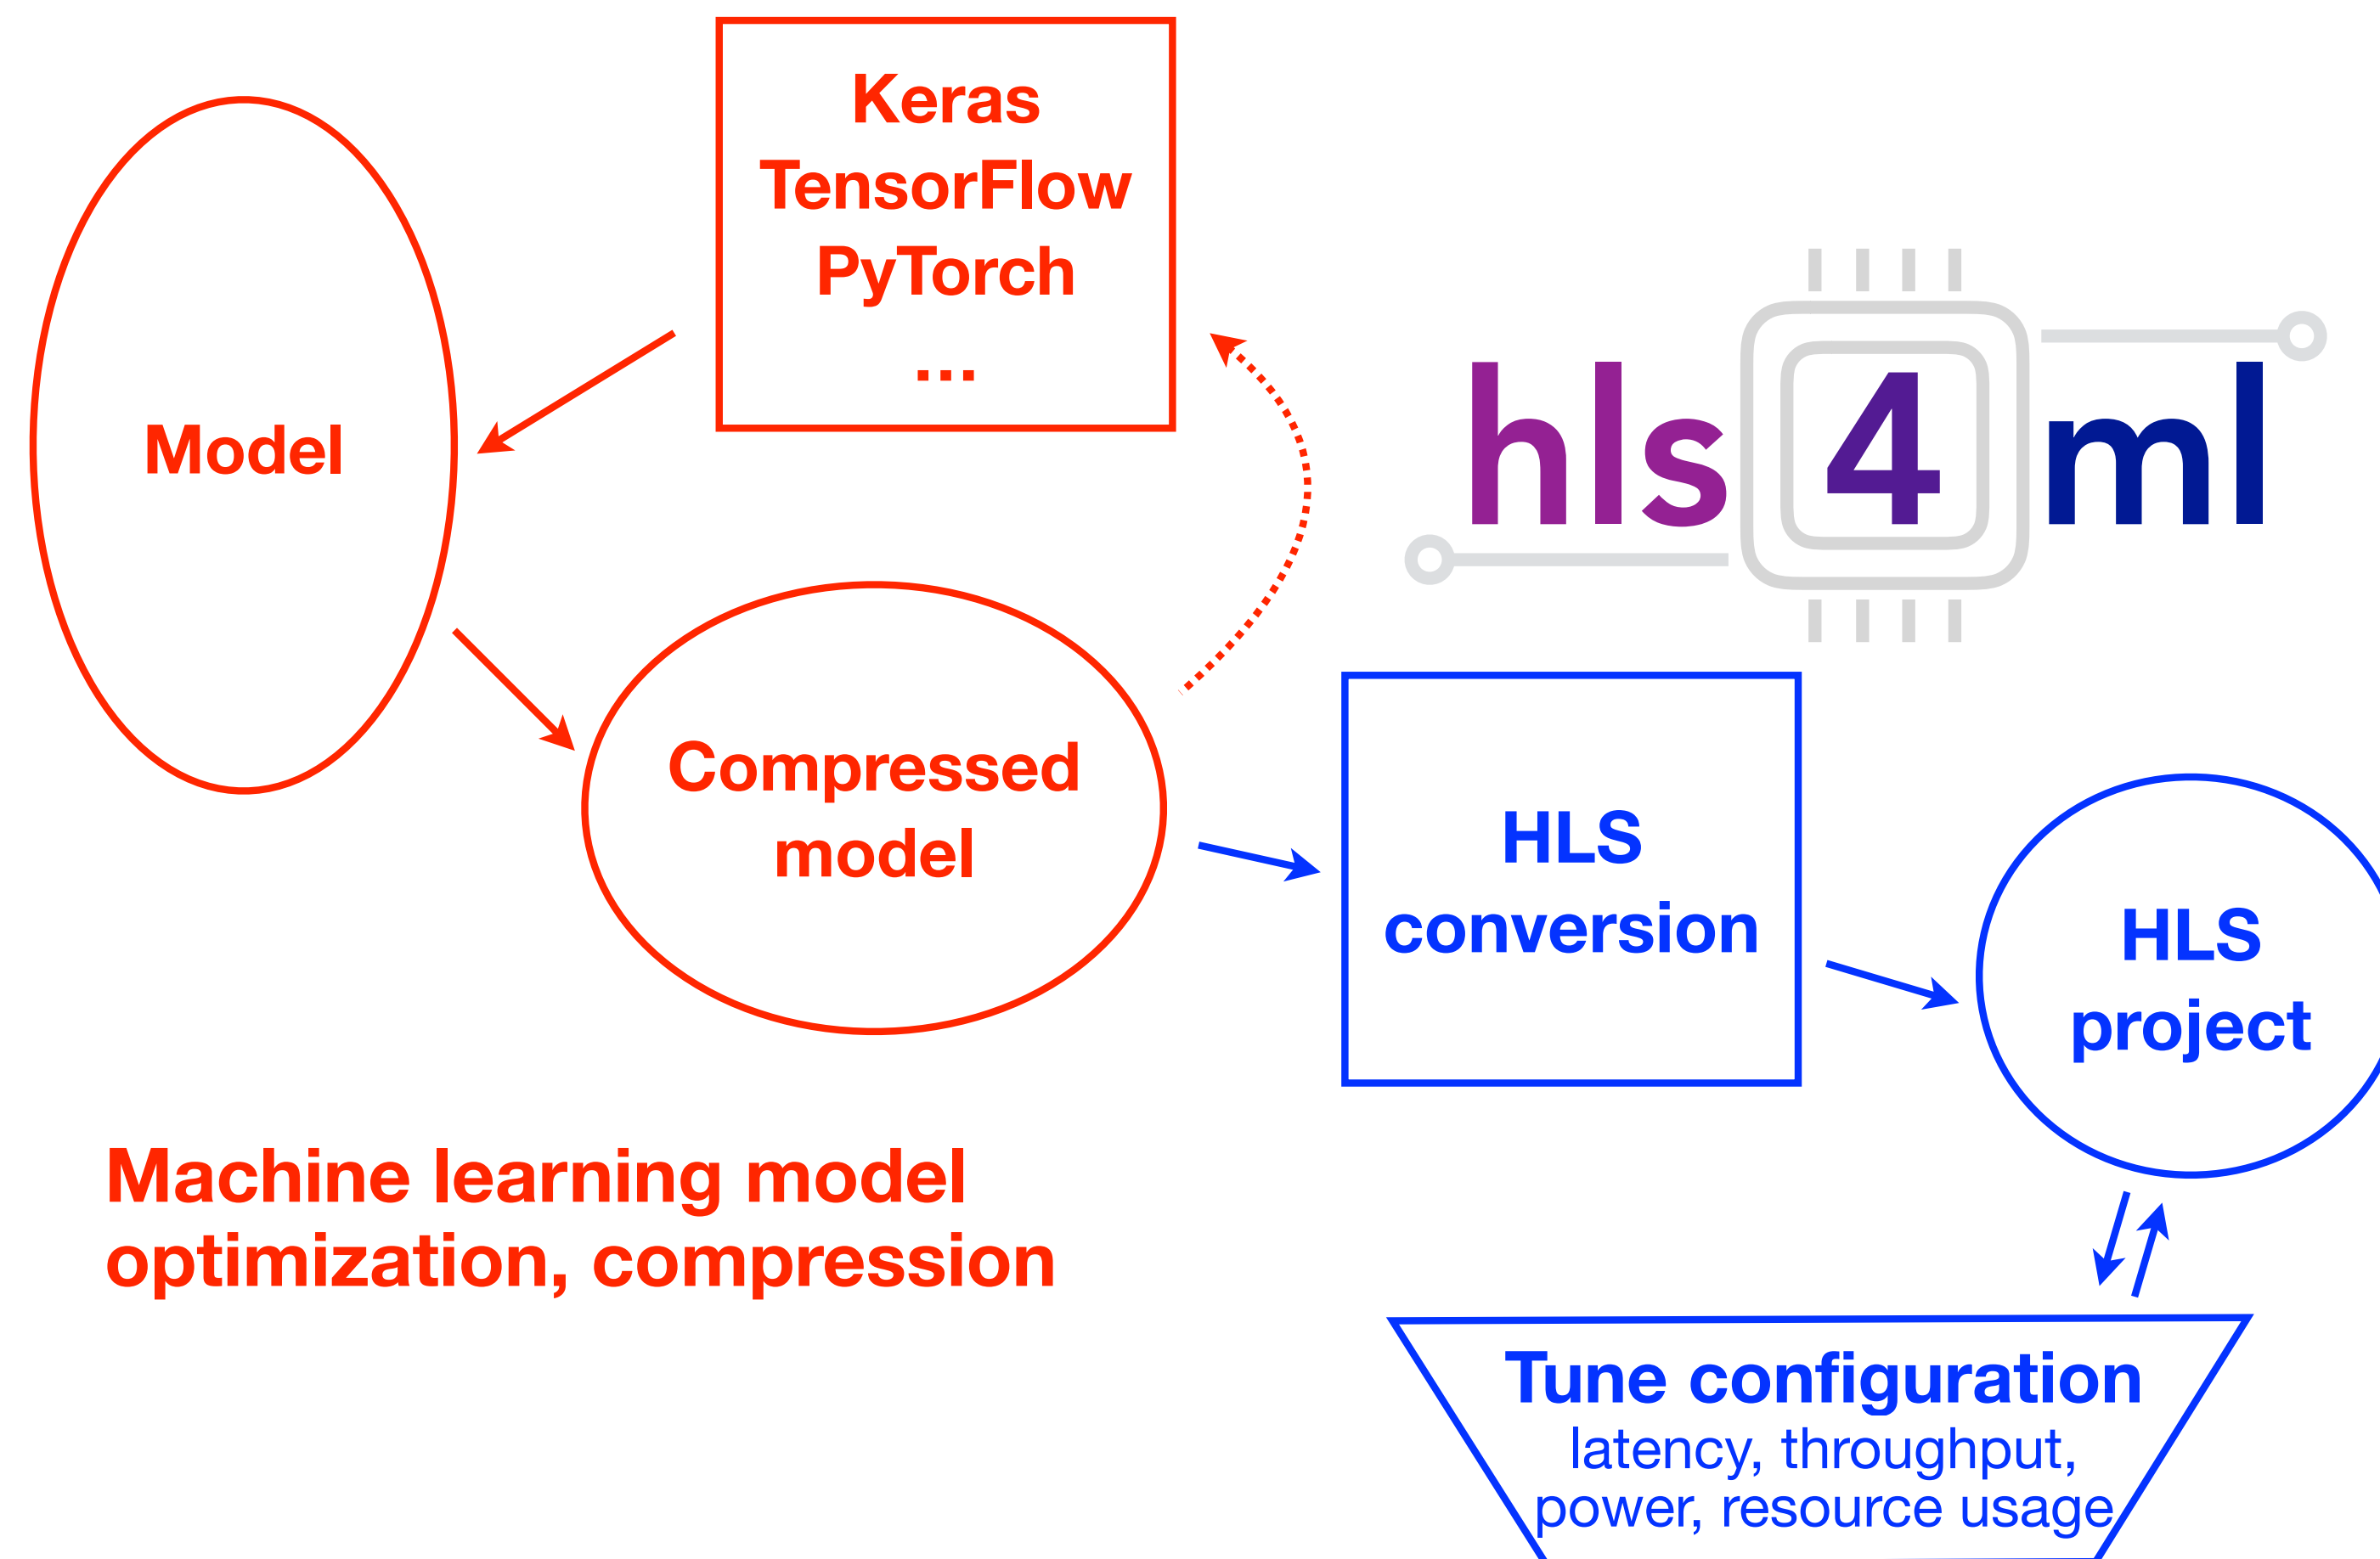 Keras
TensorFlow
PyTorch
...
Model
Compressed
model
Machine learning model
optimization, compression
hls4ml
HLS
conversion
HLS
project
Tune configuration
latency, throughput,
power, resource usage